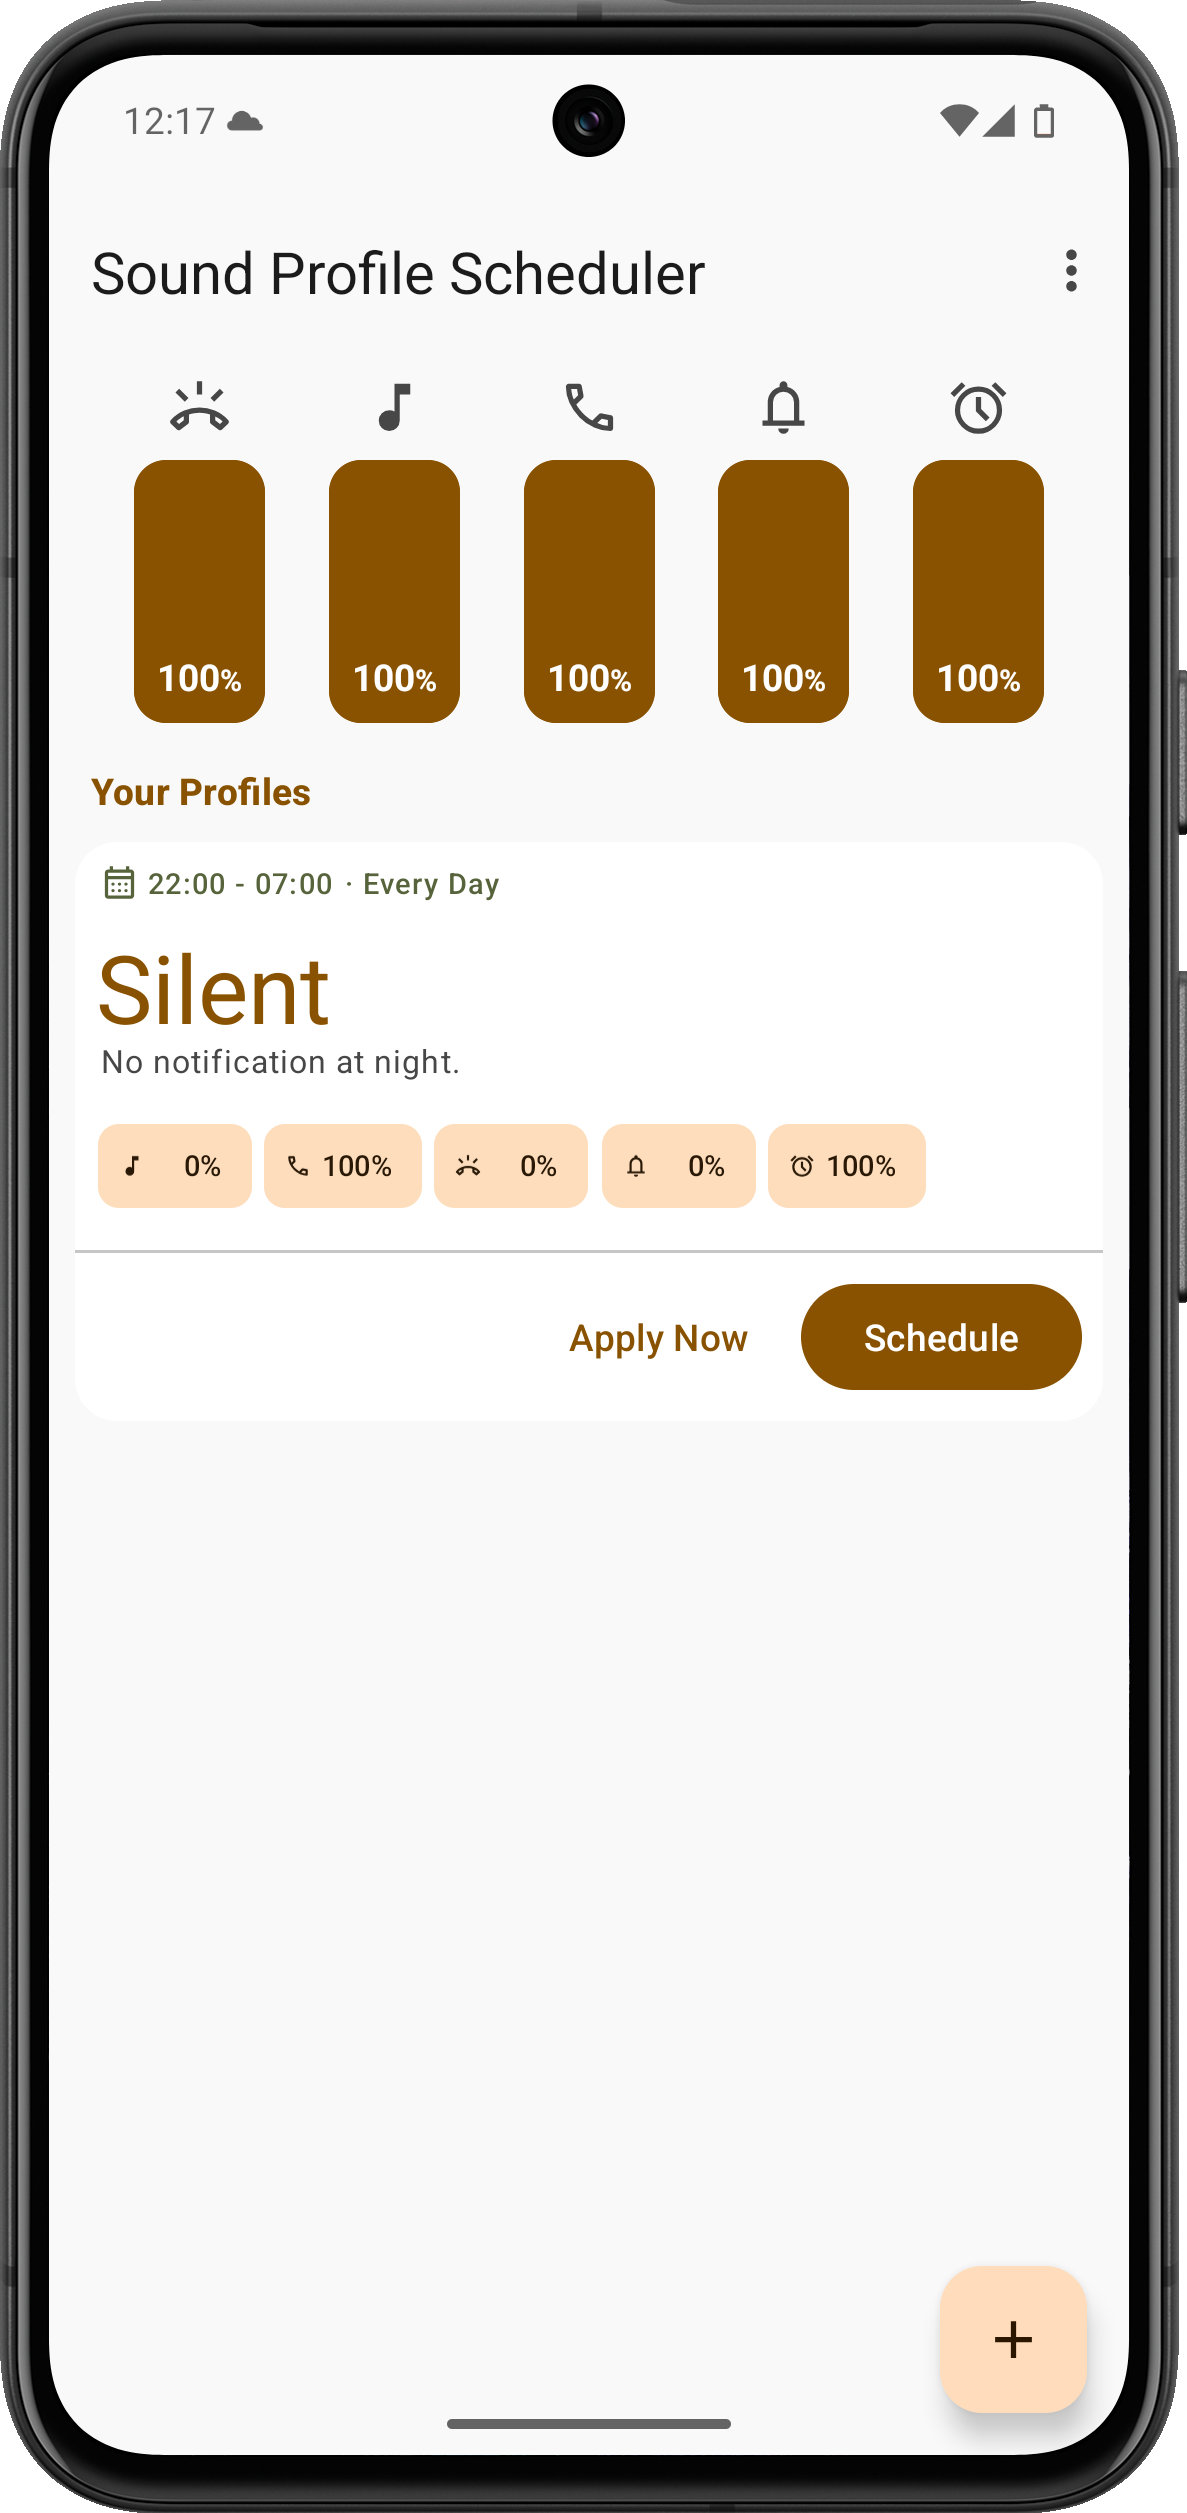 12:17
Sound Profile Scheduler
100% 100% 100% 100% 100%
Your Profiles
22:00 - 07:00 · Every Day
Silent
No notification at night.
0% 100% 0% 0% 100%
Apply Now Schedule
+